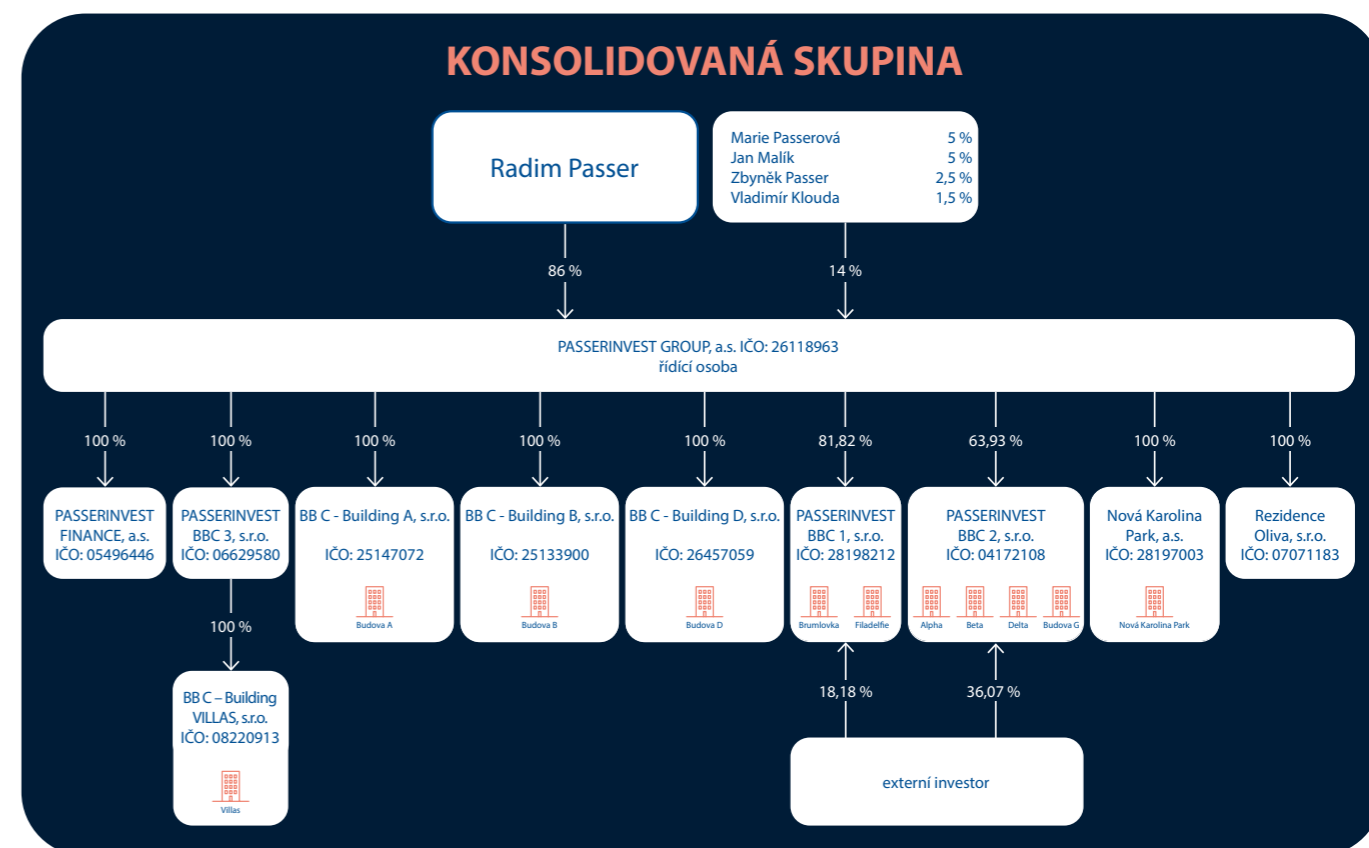 KONSOLIDOVANÁ SKUPINA
Radim Passer
Marie Passerová 5 %
Jan Malík 5 %
Zbyněk Passer 2,5 %
Vladimír Klouda 1,5 %
86 %
14 %
PASSERINVEST GROUP, a.s. IČO: 26118963
řídící osoba
100 %
100 %
100 %
100 %
100 %
81,82 %
63,93 %
100 %
100 %
PASSERINVEST
FINANCE, a.s.
IČO: 05496446
PASSERINVEST
BBC 3, s.r.o.
IČO: 06629580
BB C - Building A, s.r.o.
IČO: 25147072
Budova A
BB C - Building B, s.r.o.
IČO: 25133900
Budova B
BB C - Building D, s.r.o.
IČO: 26457059
Budova D
PASSERINVEST
BBC 1, s.r.o.
IČO: 28198212
Brumlovka
Filadelfie
PASSERINVEST
BBC 2, s.r.o.
IČO: 04172108
Alpha
Beta
Delta
Budova G
Nová Karolina
Park, a.s.
IČO: 28197003
Nová Karolina Park
Rezidence
Oliva, s.r.o.
IČO: 07071183
100 %
BB C – Building
VILLAS, s.r.o.
IČO: 08220913
Villas
18,18 %
36,07 %
externí investor